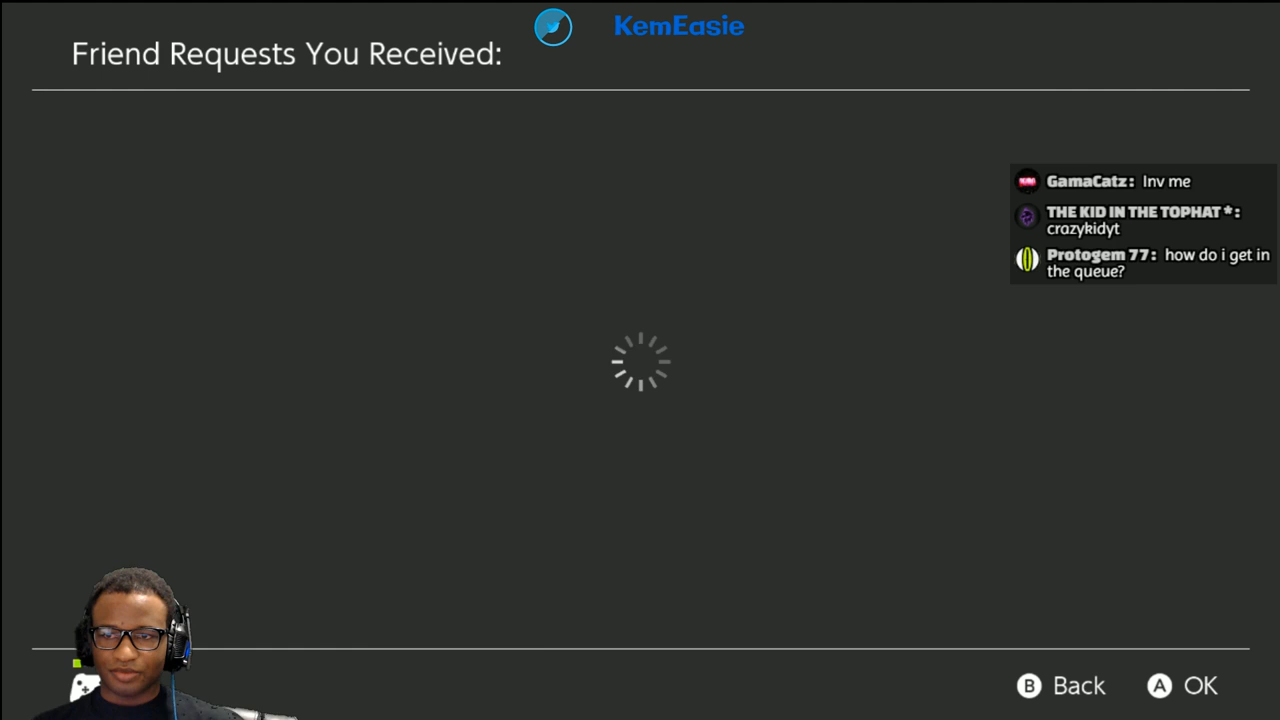 KemEasie
Friend Requests You Received:
GamaCatz: Inv me
THE KID IN THE TOPHAT *:
crazykidyt
Protogem 77: how do i get in
the queue?
B Back A OK